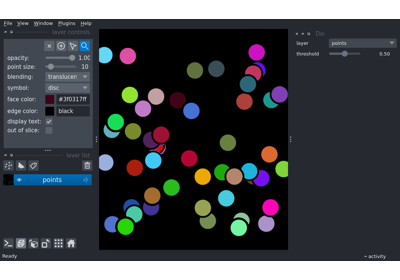 File View Window Plugins Help
layer controls
opacity: 1.00
point size: 10
blending: translucen
symbol: disc
face color: #3f0317ff
edge color: black
display text:
out of slice:
layer list
points
Ready
Do
layer points
threshold 0.50
activity